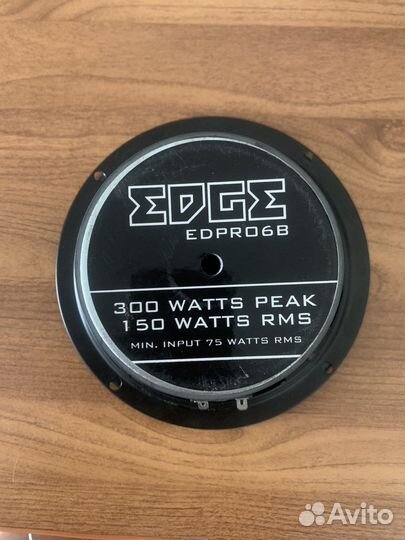 EDGE
EDPRO6B
300 WATTS PEAK
150 WATTS RMS
MIN. INPUT 75 WATTS RMS
Avito